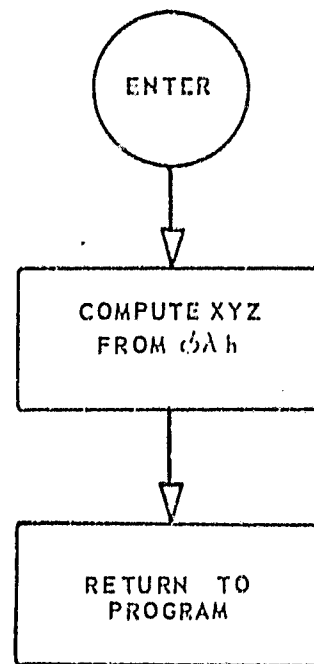 ENTER
COMPUTE XYZ
FROM ϕλh
RETURN TO
PROGRAM